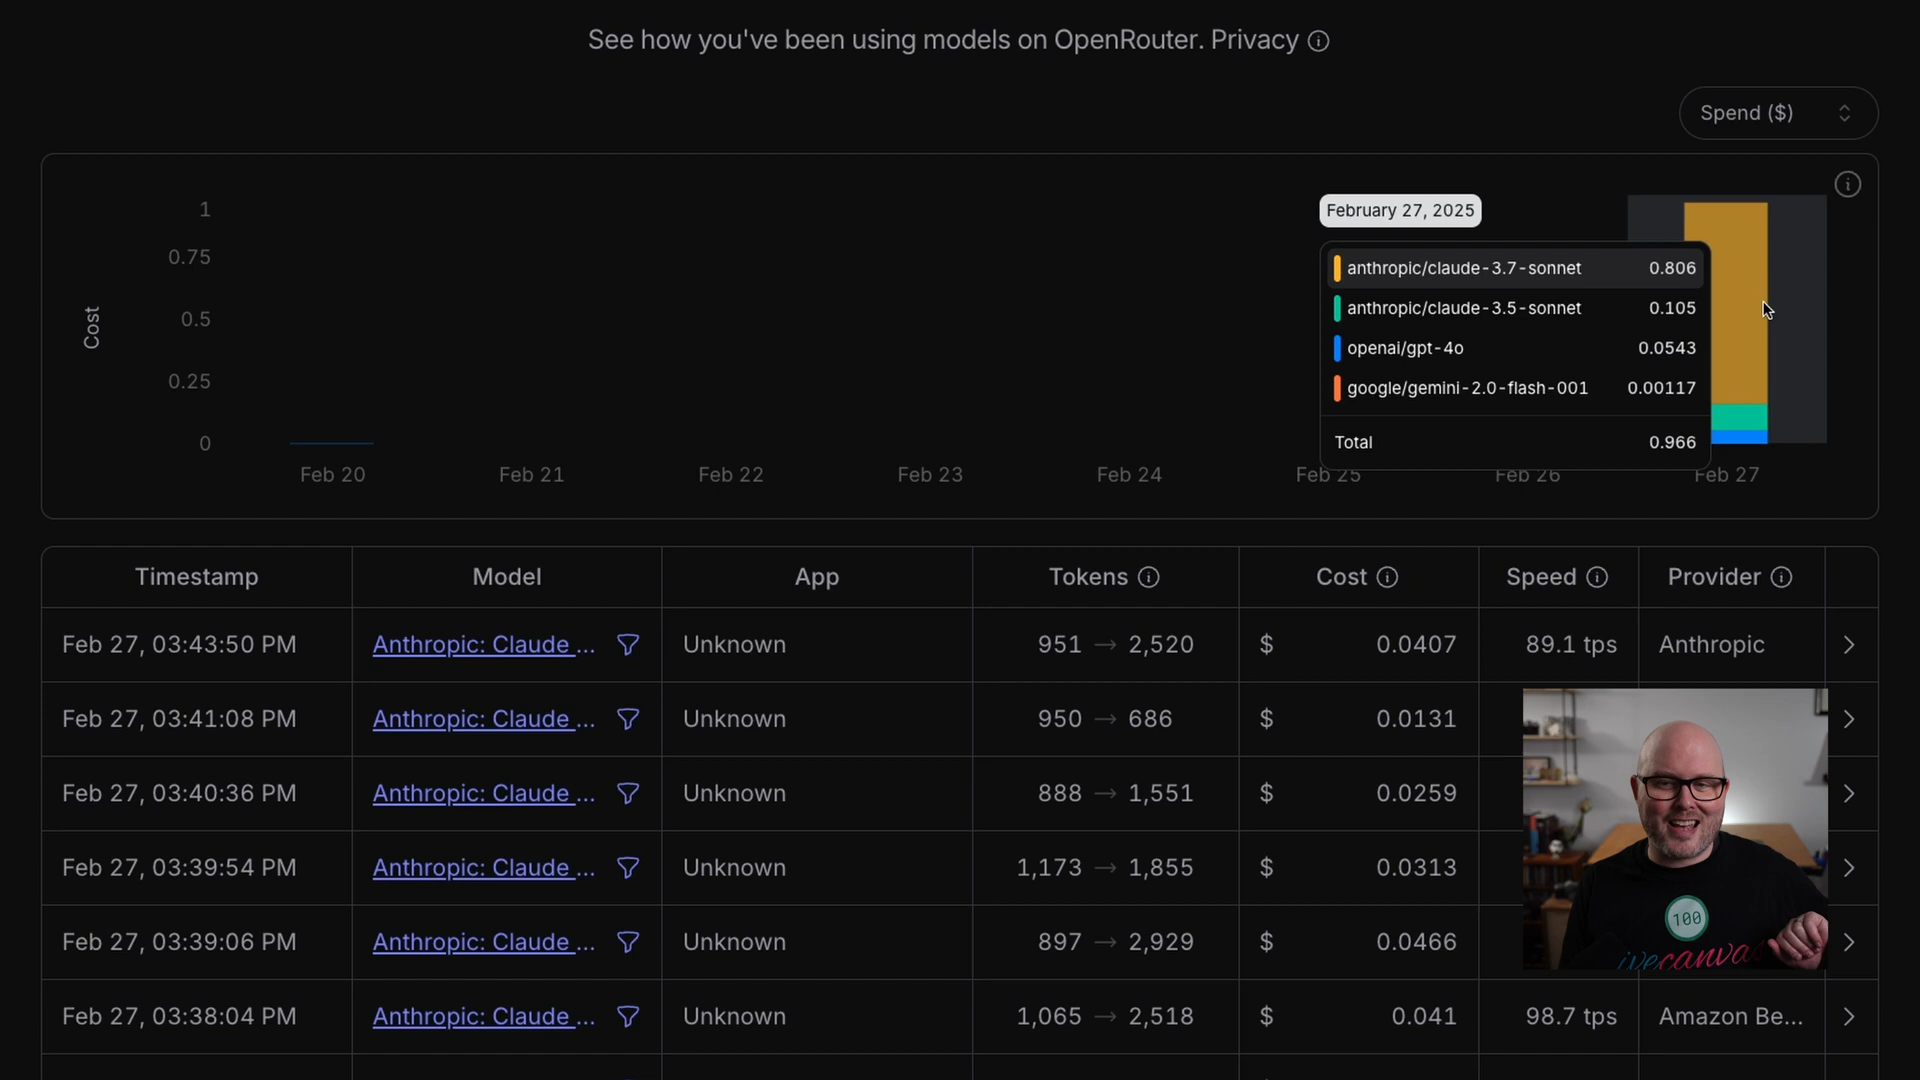 See how you've been using models on OpenRouter. Privacy
Spend ($)
1
0.75
0.5
0.25
0
Cost
February 27, 2025
anthropic/claude-3.7-sonnet 0.806
anthropic/claude-3.5-sonnet 0.105
openai/gpt-4o 0.0543
google/gemini-2.0-flash-001 0.00117
Total 0.966
Feb 20 Feb 21 Feb 22 Feb 23 Feb 24 Feb 25 Feb 26 Feb 27
Timestamp Model App Tokens Cost Speed Provider
Feb 27, 03:43:50 PM Anthropic: Claude ... Unknown 951 → 2,520 $ 0.0407 89.1 tps Anthropic
Feb 27, 03:41:08 PM Anthropic: Claude ... Unknown 950 → 686 $ 0.0131
Feb 27, 03:40:36 PM Anthropic: Claude ... Unknown 888 → 1,551 $ 0.0259
Feb 27, 03:39:54 PM Anthropic: Claude ... Unknown 1,173 → 1,855 $ 0.0313
Feb 27, 03:39:06 PM Anthropic: Claude ... Unknown 897 → 2,929 $ 0.0466
Feb 27, 03:38:04 PM Anthropic: Claude ... Unknown 1,065 → 2,518 $ 0.041 98.7 tps Amazon Be...
100
ivecanvas